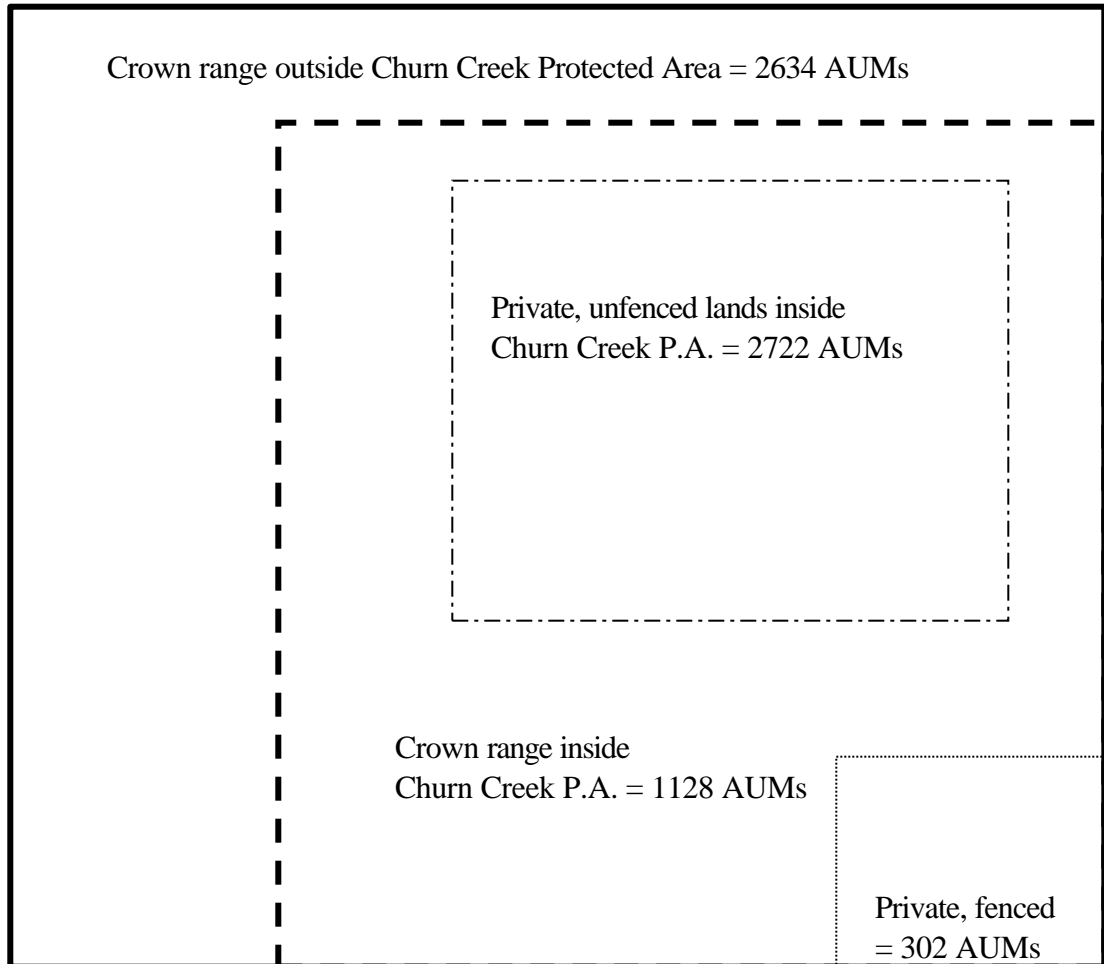 Crown range outside Churn Creek Protected Area = 2634 AUMs
Private, unfenced lands inside
Churn Creek P.A. = 2722 AUMs
Crown range inside
Churn Creek P.A. = 1128 AUMs
Private, fenced
= 302 AUMs